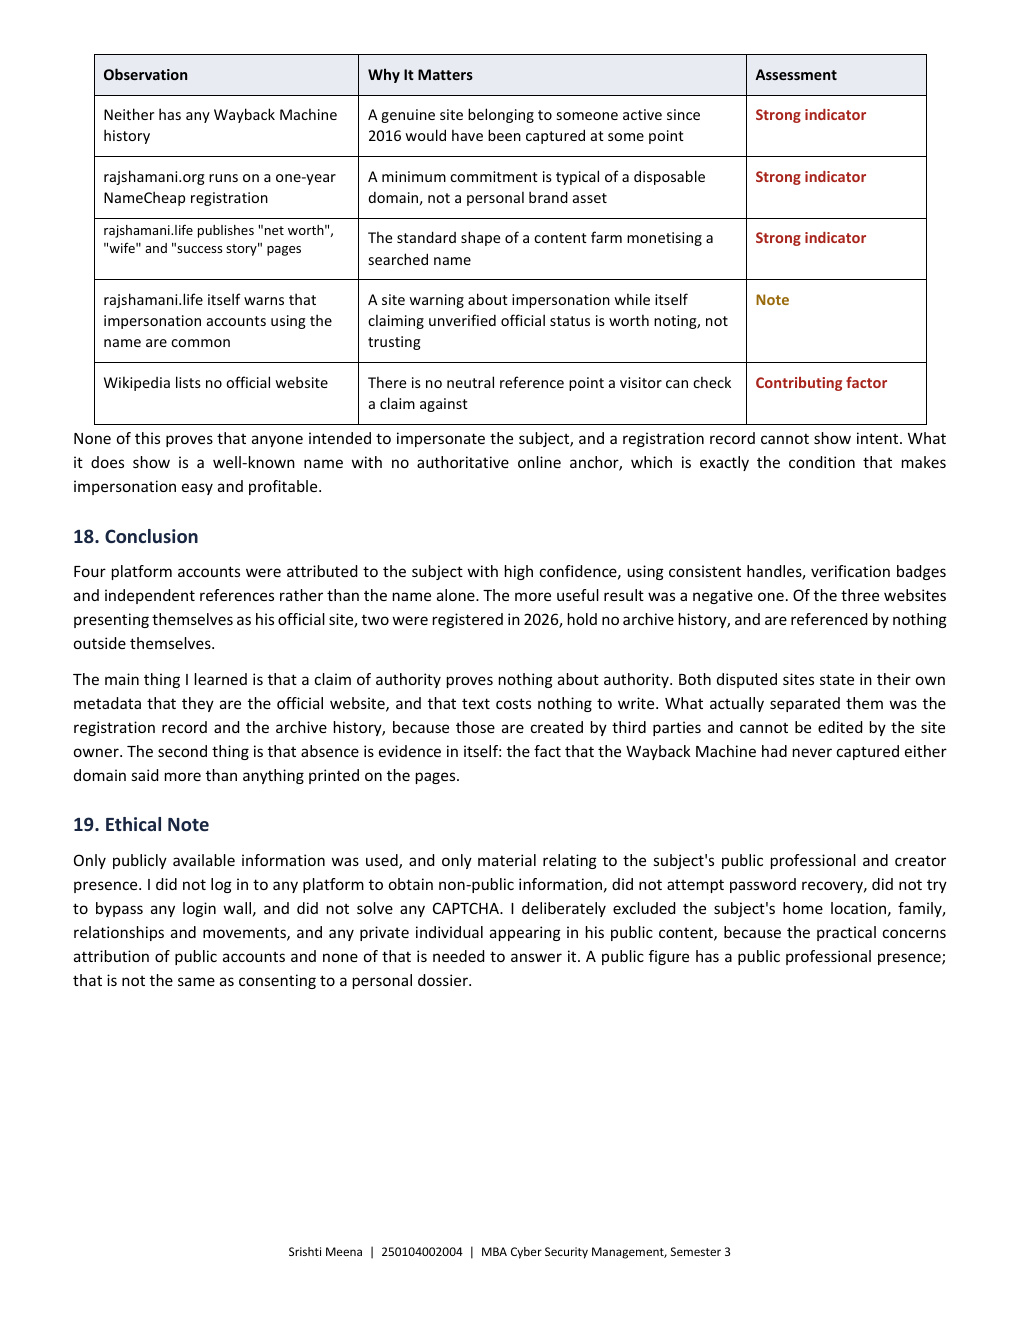 Observation Why It Matters Assessment
Neither has any Wayback Machine history A genuine site belonging to someone active since 2016 would have been captured at some point Strong indicator
rajshamani.org runs on a one-year NameCheap registration A minimum commitment is typical of a disposable domain, not a personal brand asset Strong indicator
rajshamani.life publishes "net worth", "wife" and "success story" pages The standard shape of a content farm monetising a searched name Strong indicator
rajshamani.life itself warns that impersonation accounts using the name are common A site warning about impersonation while itself claiming unverified official status is worth noting, not trusting Note
Wikipedia lists no official website There is no neutral reference point a visitor can check a claim against Contributing factor
None of this proves that anyone intended to impersonate the subject, and a registration record cannot show intent. What
it does show is a well-known name with no authoritative online anchor, which is exactly the condition that makes
impersonation easy and profitable.
18. Conclusion
Four platform accounts were attributed to the subject with high confidence, using consistent handles, verification badges
and independent references rather than the name alone. The more useful result was a negative one. Of the three websites
presenting themselves as his official site, two were registered in 2026, hold no archive history, and are referenced by nothing
outside themselves.
The main thing I learned is that a claim of authority proves nothing about authority. Both disputed sites state in their own
metadata that they are the official website, and that text costs nothing to write. What actually separated them was the
registration record and the archive history, because those are created by third parties and cannot be edited by the site
owner. The second thing is that absence is evidence in itself: the fact that the Wayback Machine had never captured either
domain said more than anything printed on the pages.
19. Ethical Note
Only publicly available information was used, and only material relating to the subject's public professional and creator
presence. I did not log in to any platform to obtain non-public information, did not attempt password recovery, did not try
to bypass any login wall, and did not solve any CAPTCHA. I deliberately excluded the subject's home location, family,
relationships and movements, and any private individual appearing in his public content, because the practical concerns
attribution of public accounts and none of that is needed to answer it. A public figure has a public professional presence;
that is not the same as consenting to a personal dossier.
Srishti Meena | 250104002004 | MBA Cyber Security Management, Semester 3